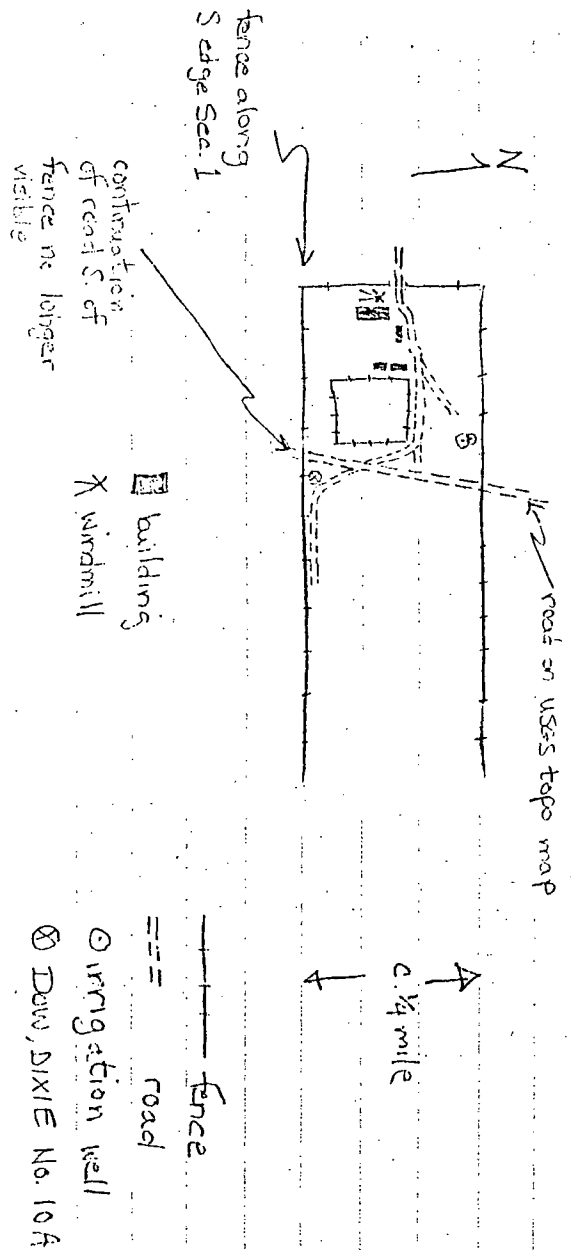 N
road on USGS topo map
fence along
S edge Sec. 1
continuation
of road S. of
fence no longer
visible
building
windmill
c. 1/4 mile
fence
road
irrigation well
DOW, DIXIE No. 10A